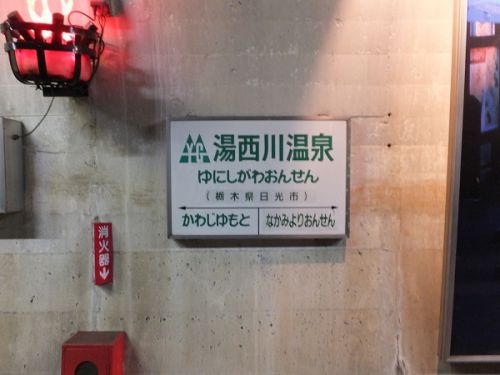 湯西川温泉
ゆにしがわおんせん
(栃木県日光市)
かわじゆもと
なかみよりおんせん
消火器